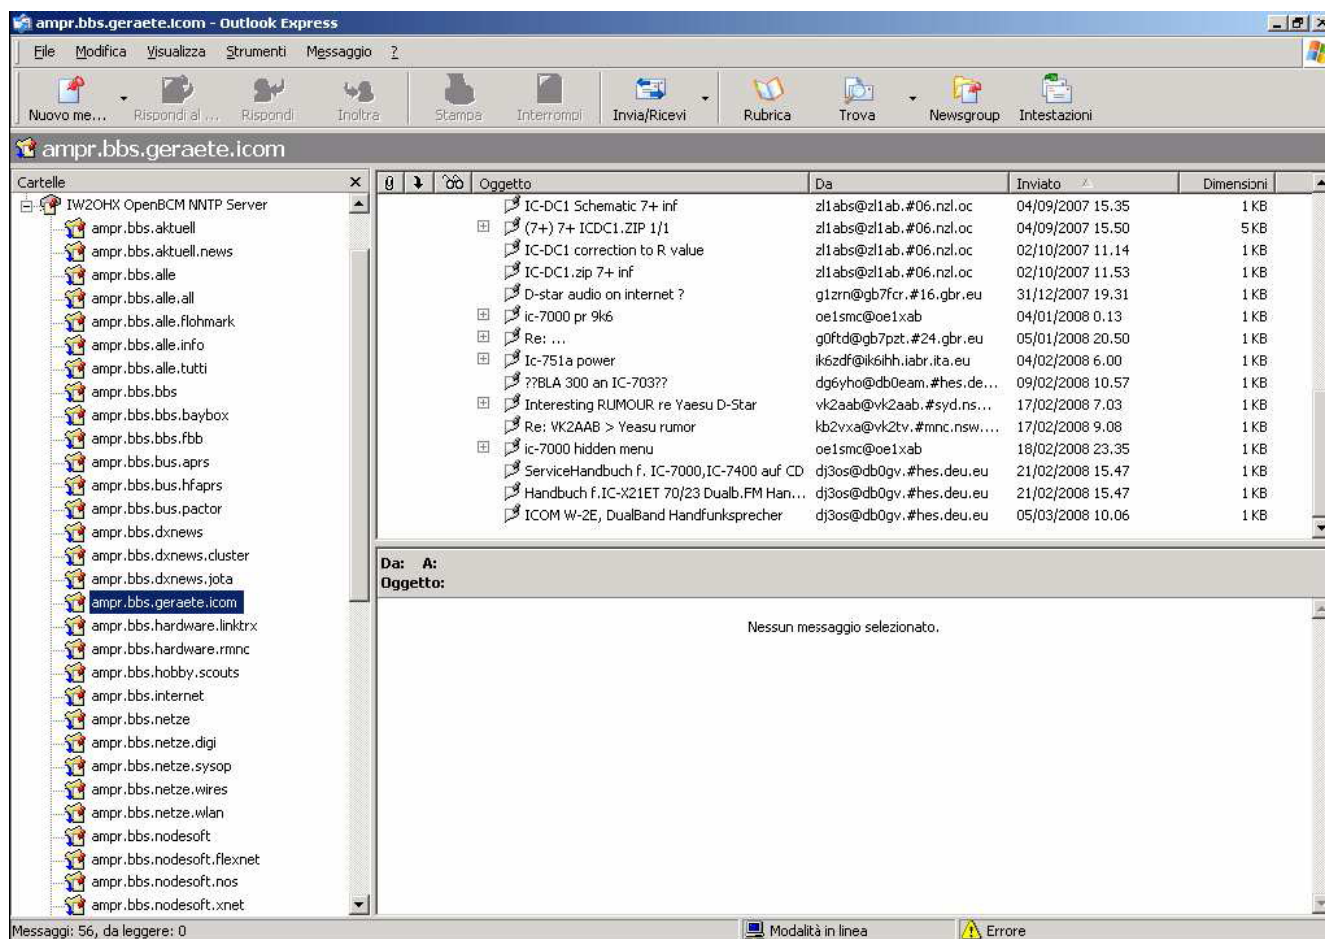 ampr.bbs.geraete.icom - Outlook Express
File Modifica Visualizza Strumenti Messaggio ?
Nuovo me... Rispondi al ... Rispondi Inoltra Stampa Interrompi Invia/Ricevi Rubrica Trova Newsgroup Intestazioni
ampr.bbs.geraete.icom
Cartelle
IW2OHX OpenBCM NNTP Server
ampr.bbs.aktuell
ampr.bbs.aktuell.news
ampr.bbs.alle
ampr.bbs.alle.all
ampr.bbs.alle.flohmark
ampr.bbs.alle.info
ampr.bbs.alle.tutti
ampr.bbs.bbs
ampr.bbs.bbs.baybox
ampr.bbs.bbs.fbb
ampr.bbs.bus.aprs
ampr.bbs.bus.hfaprs
ampr.bbs.bus.pactor
ampr.bbs.dxnews
ampr.bbs.dxnews.cluster
ampr.bbs.dxnews.jota
ampr.bbs.geraete.icom
ampr.bbs.hardware.linktrx
ampr.bbs.hardware.rmnc
ampr.bbs.hobby.scouts
ampr.bbs.internet
ampr.bbs.netze
ampr.bbs.netze.digi
ampr.bbs.netze.sysop
ampr.bbs.netze.wires
ampr.bbs.netze.wlan
ampr.bbs.nodesoft
ampr.bbs.nodesoft.flexnet
ampr.bbs.nodesoft.nos
ampr.bbs.nodesoft.xnet
Oggetto Da Inviato Dimensioni
IC-DC1 Schematic 7+ inf zl1abs@zl1ab.#06.nzl.oc 04/09/2007 15.35 1 KB
(7+) 7+ ICDC1.ZIP 1/1 zl1abs@zl1ab.#06.nzl.oc 04/09/2007 15.50 5 KB
IC-DC1 correction to R value zl1abs@zl1ab.#06.nzl.oc 02/10/2007 11.14 1 KB
IC-DC1.zip 7+ inf zl1abs@zl1ab.#06.nzl.oc 02/10/2007 11.53 1 KB
D-star audio on internet ? g1zrn@gb7fcr.#16.gbr.eu 31/12/2007 19.31 1 KB
ic-7000 pr 9k6 oe1smc@oe1xab 04/01/2008 0.13 1 KB
Re: ... g0ftd@gb7pzt.#24.gbr.eu 05/01/2008 20.50 1 KB
Ic-751a power ik6zdf@ik6ihh.iabr.ita.eu 04/02/2008 6.00 1 KB
??BLA 300 an IC-703?? dg6yho@db0eam.#hes.de... 09/02/2008 10.57 1 KB
Interesting RUMOUR re Yaesu D-Star vk2aab@vk2aab.#syd.ns... 17/02/2008 7.03 1 KB
Re: VK2AAB > Yeasu rumor kb2vxa@vk2tv.#mnc.nsw.... 17/02/2008 9.08 1 KB
ic-7000 hidden menu oe1smc@oe1xab 18/02/2008 23.35 1 KB
ServiceHandbuch f. IC-7000,IC-7400 auf CD dj3os@db0gv.#hes.deu.eu 21/02/2008 15.47 1 KB
Handbuch f.IC-X21ET 70/23 Dualb.FM Han... dj3os@db0gv.#hes.deu.eu 21/02/2008 15.47 1 KB
ICOM W-2E, DualBand Handfunksprecher dj3os@db0gv.#hes.deu.eu 05/03/2008 10.06 1 KB
Da: A:
Oggetto:
Nessun messaggio selezionato.
Messaggi: 56, da leggere: 0 Modalità in linea Errore